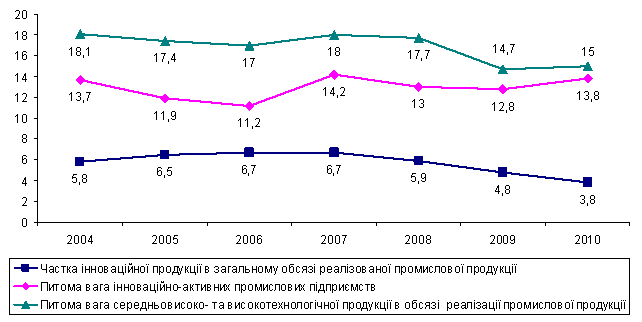 20
18
16
14
12
10
8
6
4
2
0
18,1 17,4 17 18 17,7 14,7 15
13,7 11,9 11,2 14,2 13 12,8 13,8
5,8 6,5 6,7 6,7 5,9 4,8 3,8
2004 2005 2006 2007 2008 2009 2010
Частка інноваційної продукції в загальному обсязі реалізованої промислової продукції
Питома вага інноваційно-активних промислових підприємств
Питома вага середньовисоко- та високотехнологічної продукції в обсязі реалізації промислової продукції